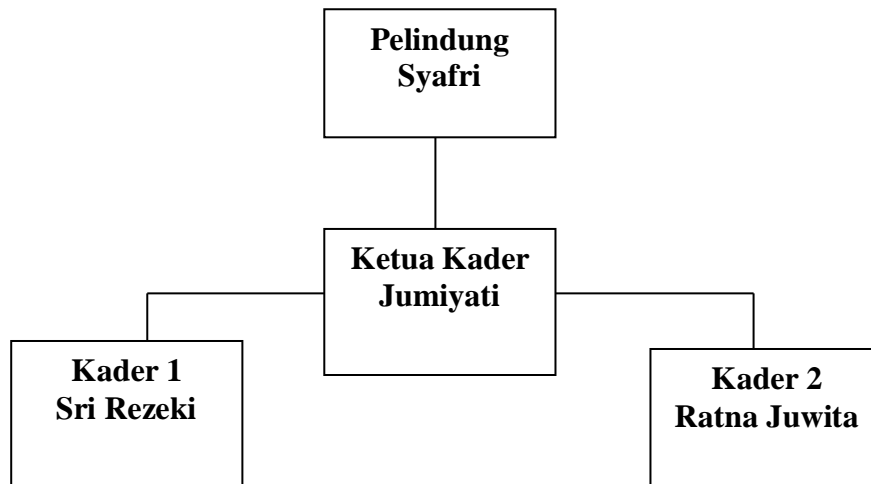 Pelindung
Syafri
Ketua Kader
Jumiyati
Kader 1
Sri Rezeki
Kader 2
Ratna Juwita